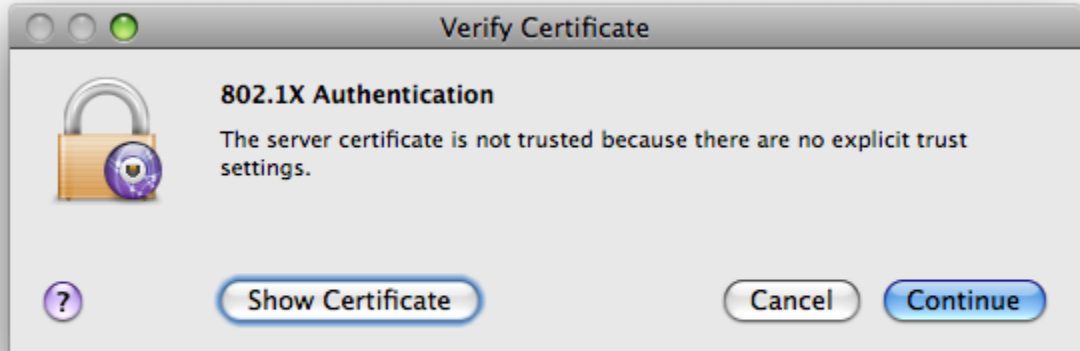 Verify Certificate
802.1X Authentication
The server certificate is not trusted because there are no explicit trust
settings.
?
Show Certificate
Cancel
Continue